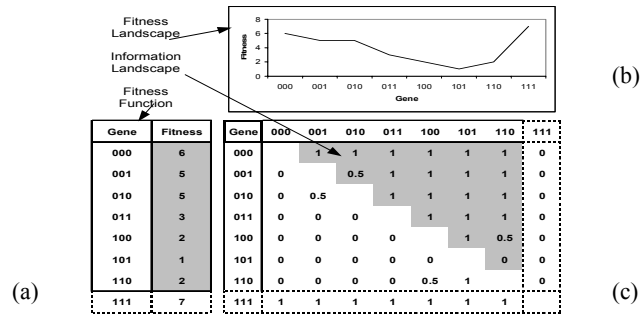 Fitness
Landscape
Information
Landscape
Fitness
Function
Fitness
8
6
4
2
0
000 001 010 011 100 101 110 111
Gene
(b)
Gene Fitness
000 6
001 5
010 5
011 3
100 2
101 1
110 2
111 7
(a)
Gene 000 001 010 011 100 101 110 111
000 1 1 1 1 1 1 0
001 0 0.5 1 1 1 1 0
010 0 0.5 1 1 1 1 0
011 0 0 0 1 1 1 0
100 0 0 0 0 1 0.5 0
101 0 0 0 0 0 0 0
110 0 0 0 0 0.5 1 0
111 1 1 1 1 1 1 1
(c)